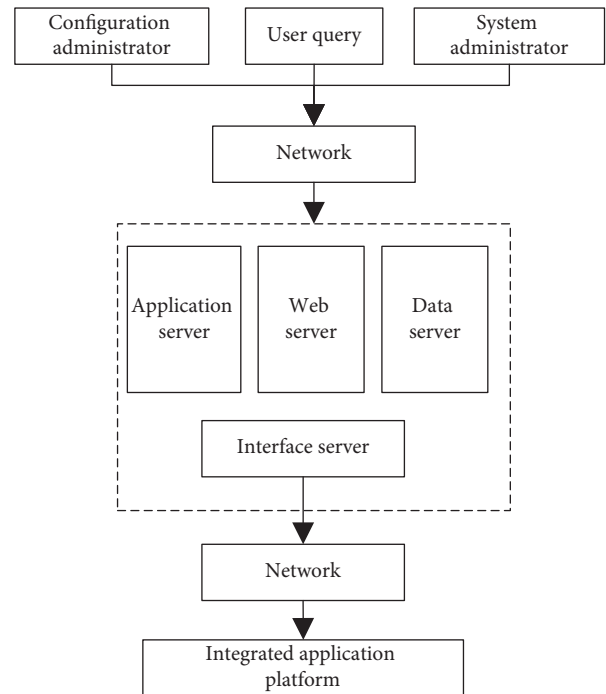 Configuration
administrator
User query
System
administrator
Network
Application
server
Web
server
Data
server
Interface server
Network
Integrated application
platform